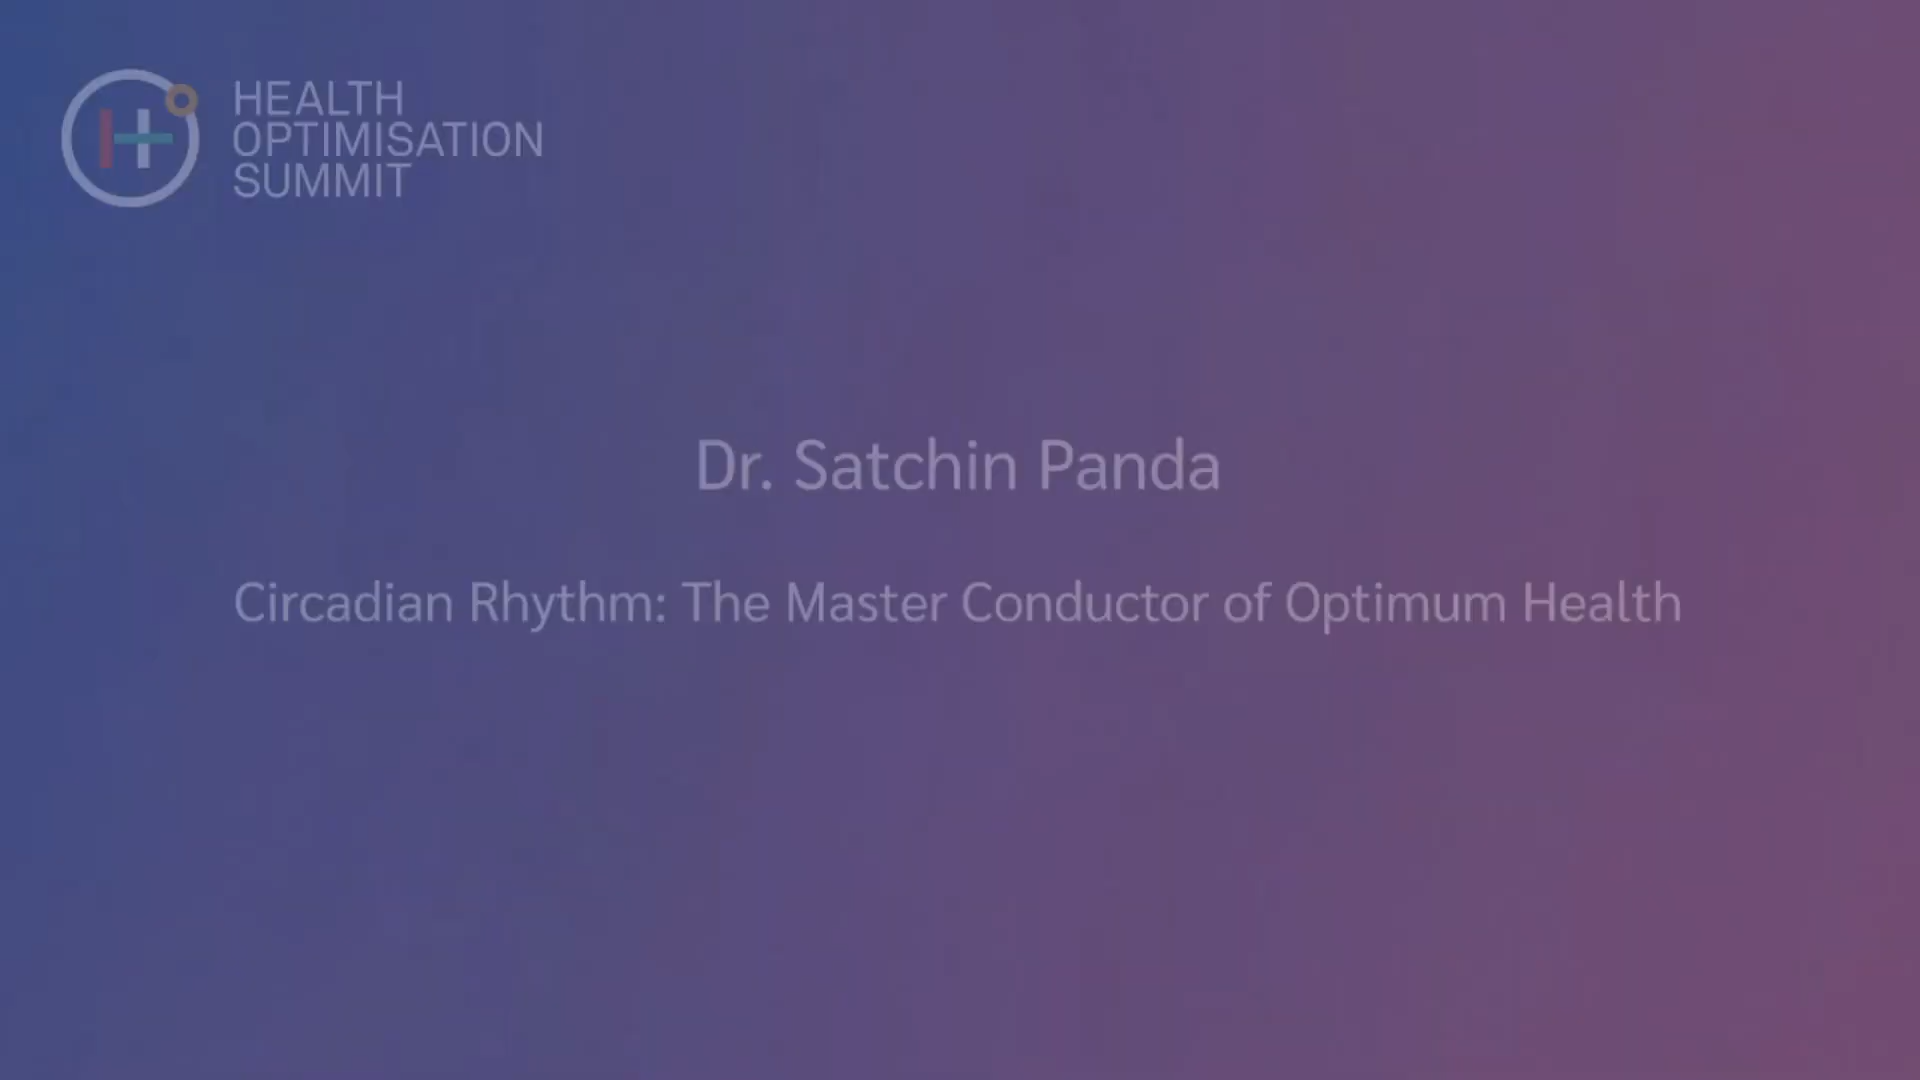 HEALTH
OPTIMISATION
SUMMIT
Dr. Satchin Panda
Circadian Rhythm: The Master Conductor of Optimum Health